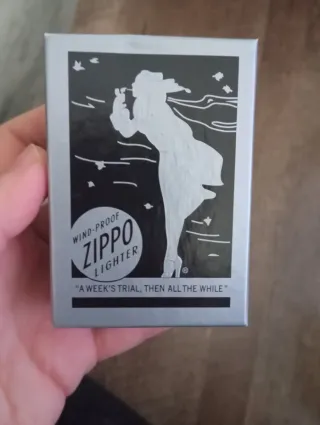 WIND-PROOF
ZIPPO
LIGHTER
®
"A WEEK'S TRIAL, THEN ALL THE WHILE"